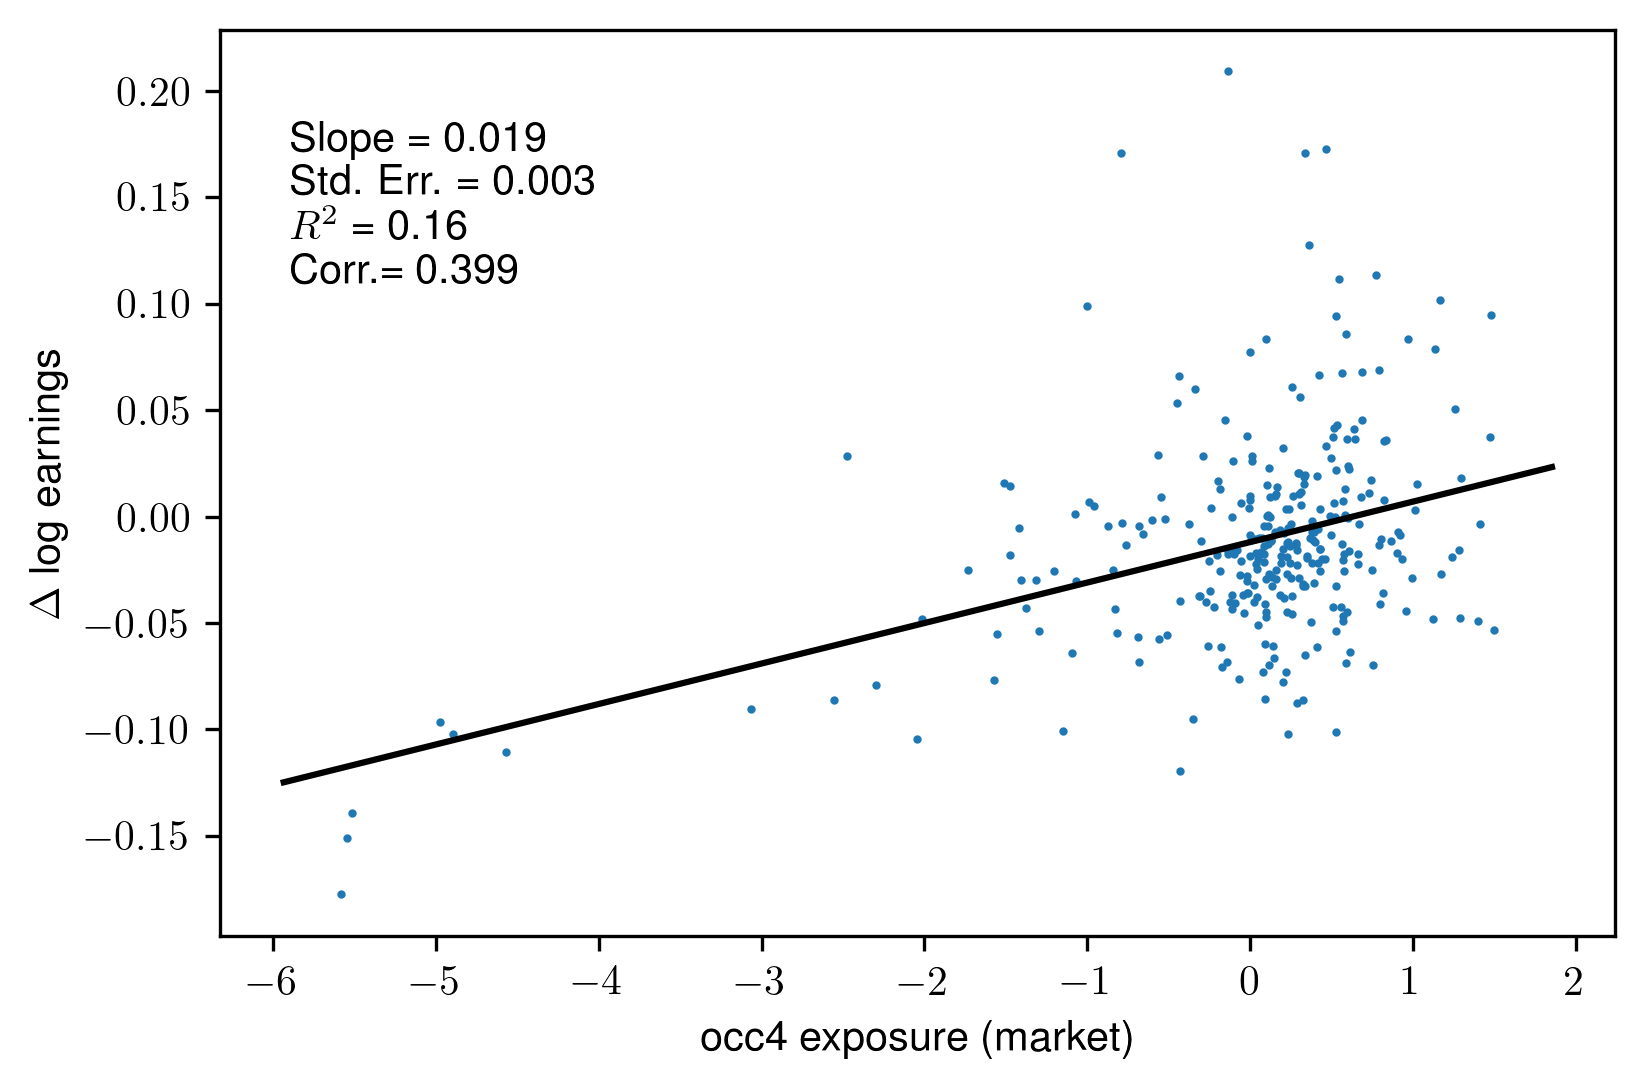 0.20
0.15
0.10
0.05
0.00
−0.05
−0.10
−0.15
Δ log earnings
Slope = 0.019
Std. Err. = 0.003
R² = 0.16
Corr.= 0.399
−6 −5 −4 −3 −2 −1 0 1 2
occ4 exposure (market)